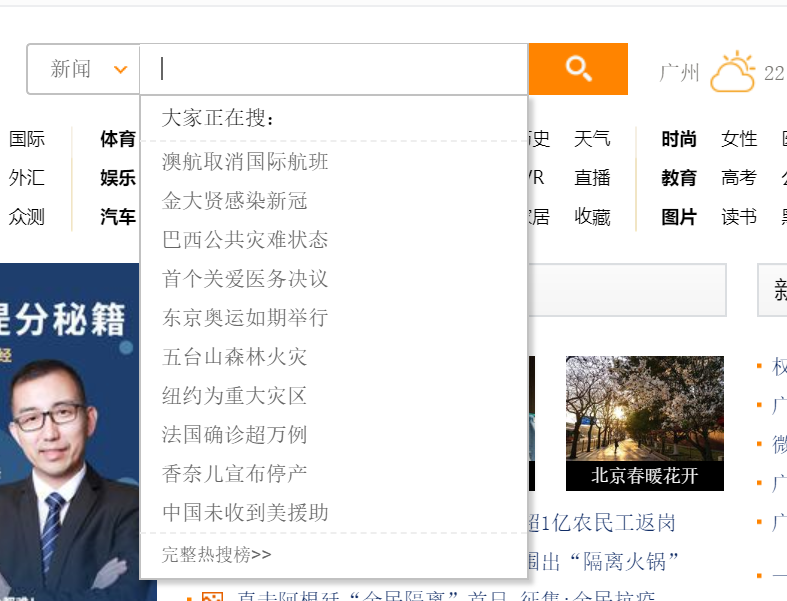 新闻
广州 22
大家正在搜：
国际 体育 天气 时尚 女性
澳航取消国际航班
外汇 娱乐 直播 教育 高考
金大贤感染新冠
众测 汽车 收藏 图片 读书
巴西公共灾难状态
首个关爱医务决议
东京奥运如期举行
提分秘籍
五台山森林火灾
纽约为重大灾区
法国确诊超万例
香奈儿宣布停产
北京春暖花开
中国未收到美援助
超1亿农民工返岗
完整热搜榜>>
围出“隔离火锅”